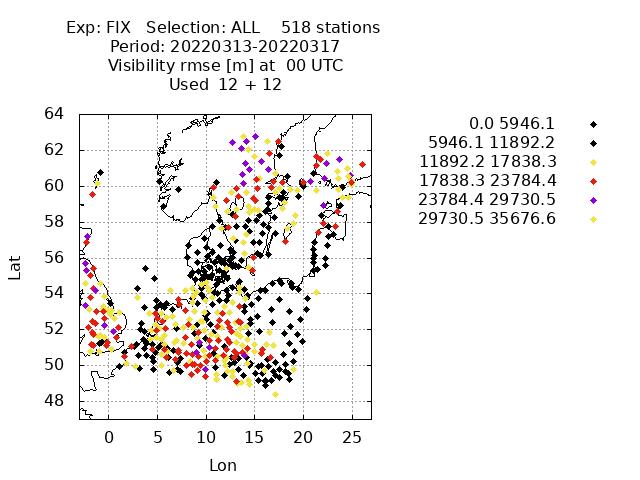 Exp: FIX   Selection: ALL    518 stations
Period: 20220313-20220317
Visibility rmse [m] at  00 UTC
Used  12 + 12
0.0 5946.1
5946.1 11892.2
11892.2 17838.3
17838.3 23784.4
23784.4 29730.5
29730.5 35676.6
64
62
60
58
56
54
52
50
48
Lat
0 5 10 15 20 25
Lon